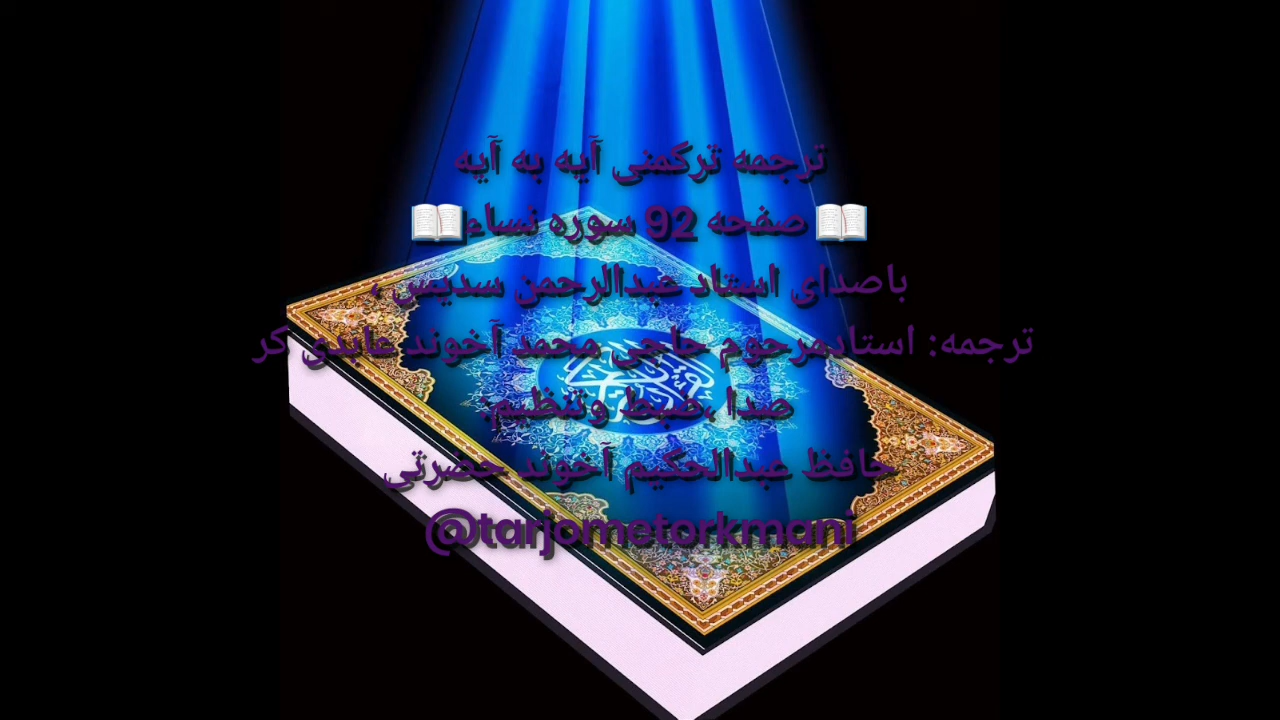 ترجمه ترکمنی آیه به آیه
📖 صفحه 92 سوره نساء📖
باصدای استاد عبدالرحمن سدیس ،
ترجمه: استادمرحوم حاجی محمد آخوند عابدی کر
صدا ،ضبط وتنظیم:
حافظ عبدالحکیم آخوند حضرتی
@tarjometorkmani